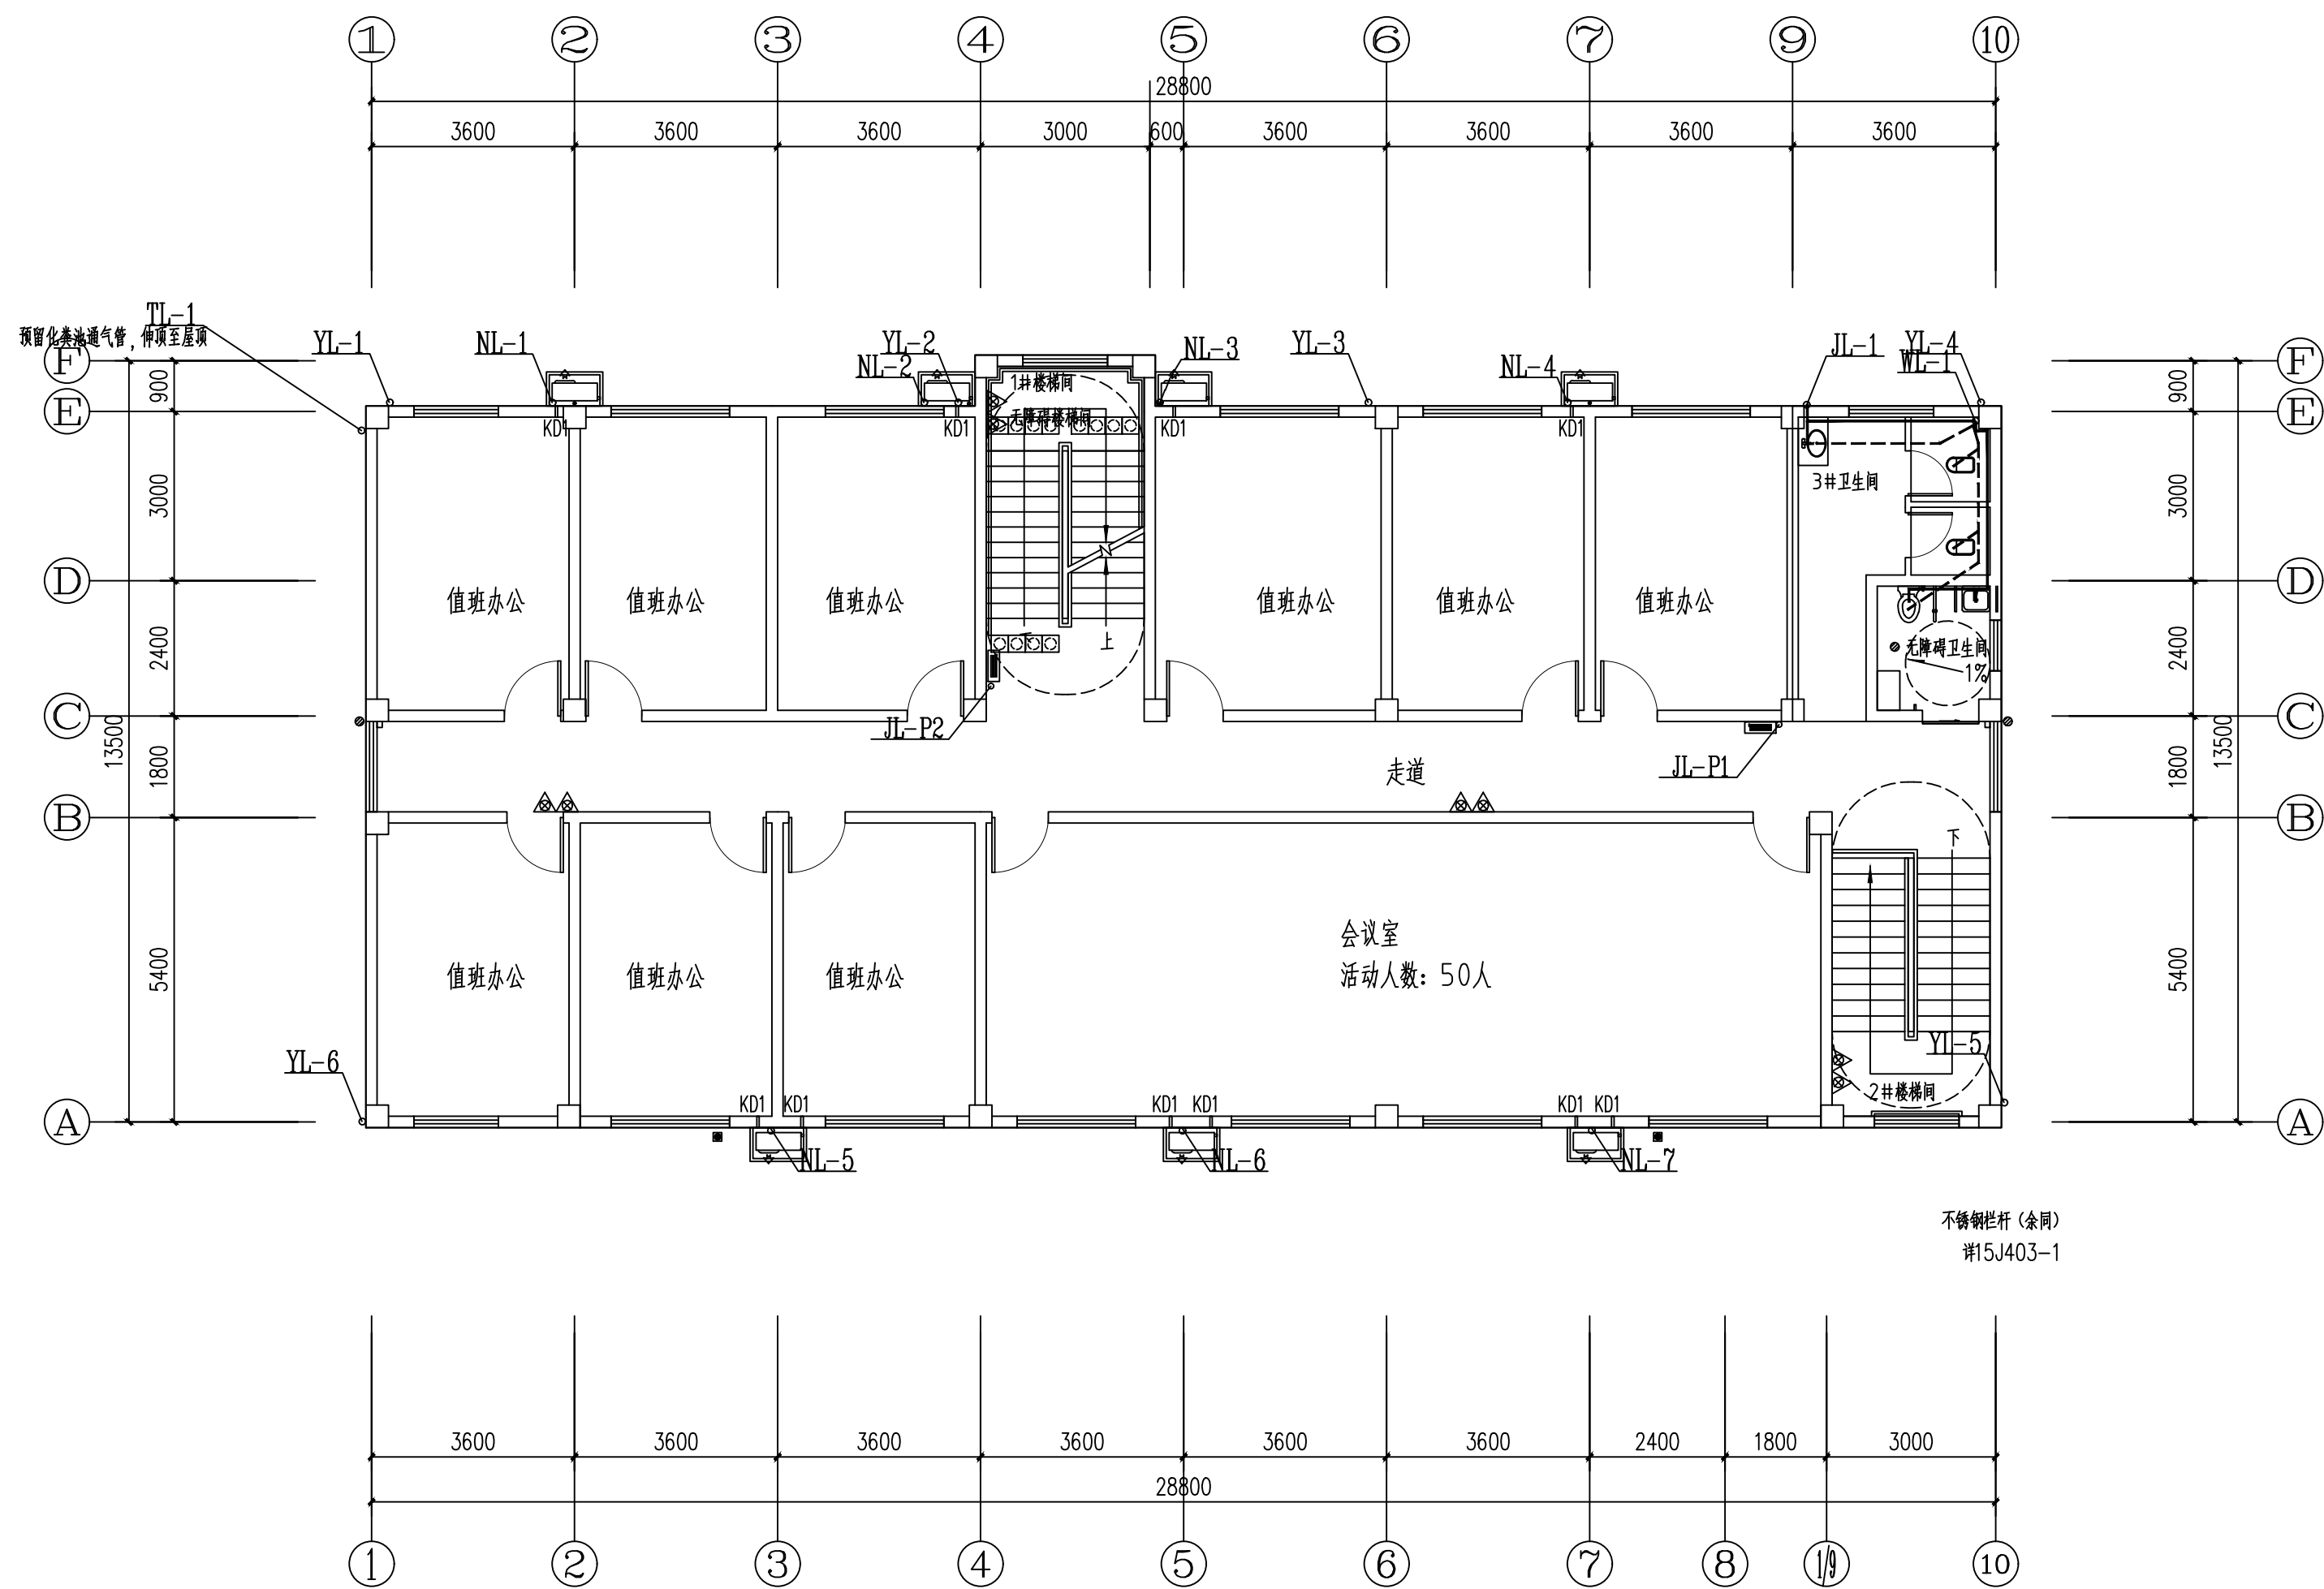 1 2 3 4 5 6 7 9 10
28800
3600 3600 3600 3000 600 3600 3600 3600 3600
TL-1
预留化粪池通气管，伸顶至屋顶
YL-1 NL-1 YL-2 NL-3 YL-3 JL-1 YL-4
NL-2 NL-4 WL-1
F F
900 900
E E
1#楼梯间
无障碍楼梯间
KD1 KD1 KD1 KD1
3#卫生间
3000 3000
D D
值班办公 值班办公 值班办公 值班办公 值班办公 值班办公
2400 2400
下 上
无障碍卫生间
1%
C C
JL-P2
13500 13500
1800 1800
走道
JL-P1
B B
下
会议室
5400 5400
值班办公 值班办公 值班办公
活动人数：50人
YL-6 YL-5
2#楼梯间
KD1 KD1 KD1 KD1 KD1 KD1
A A
NL-5 NL-6 NL-7
不锈钢栏杆（余同）
详15J403-1
3600 3600 3600 3600 3600 3600 2400 1800 3000
28800
1 2 3 4 5 6 7 8 1/9 10